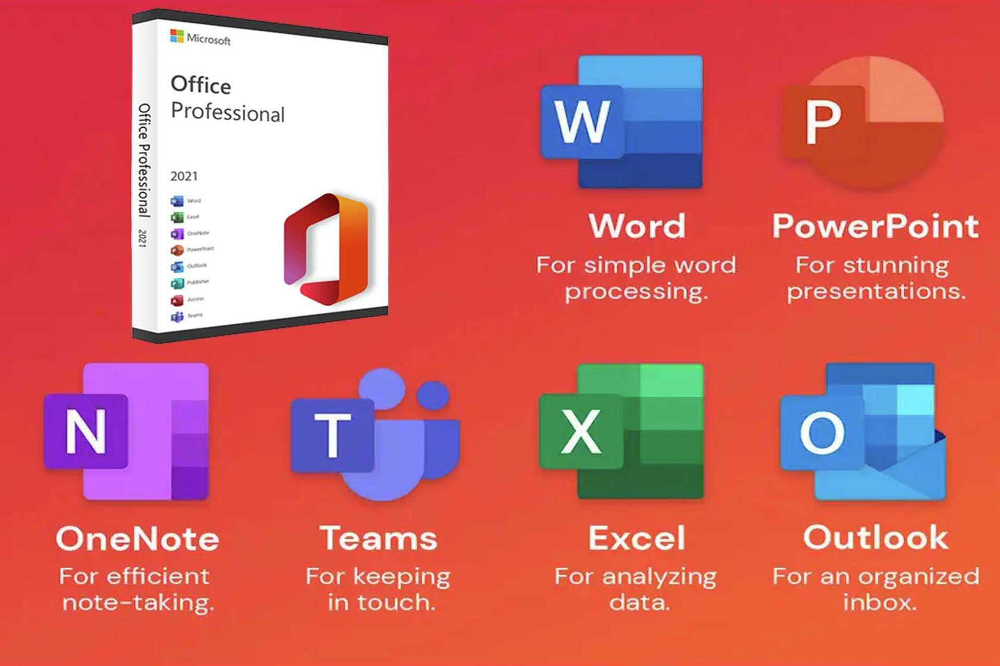 Microsoft
Office
Professional
2021
Word
Excel
OneNote
PowerPoint
Outlook
Publisher
Access
Teams
Office Professional 2021
W
Word
For simple word
processing.
P
PowerPoint
For stunning
presentations.
N
OneNote
For efficient
note-taking.
T
Teams
For keeping
in touch.
X
Excel
For analyzing
data.
O
Outlook
For an organized
inbox.